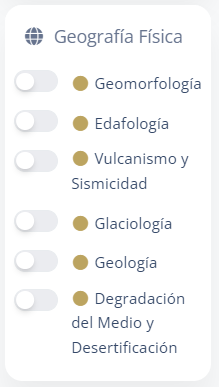 Geografía Física
Geomorfología
Edafología
Vulcanismo y
Sismicidad
Glaciología
Geología
Degradación
del Medio y
Desertificación